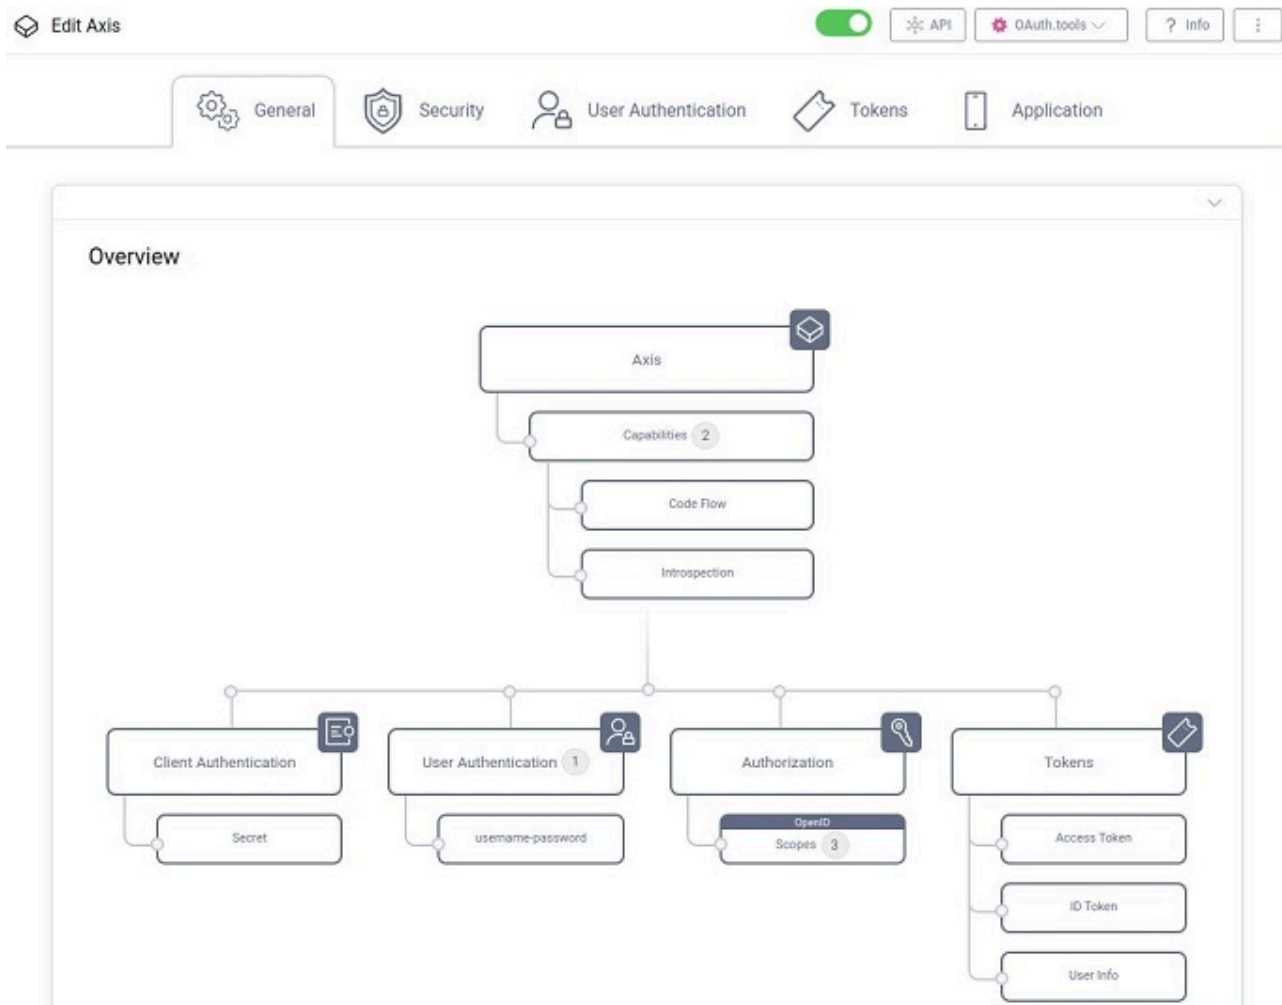 Edit Axis
API
OAuth.tools
? Info
General
Security
User Authentication
Tokens
Application
Overview
Axis
Capabilities 2
Code Flow
Introspection
Client Authentication
User Authentication 1
Authorization
Tokens
Secret
username-password
OpenID
Scopes 3
Access Token
ID Token
User Info